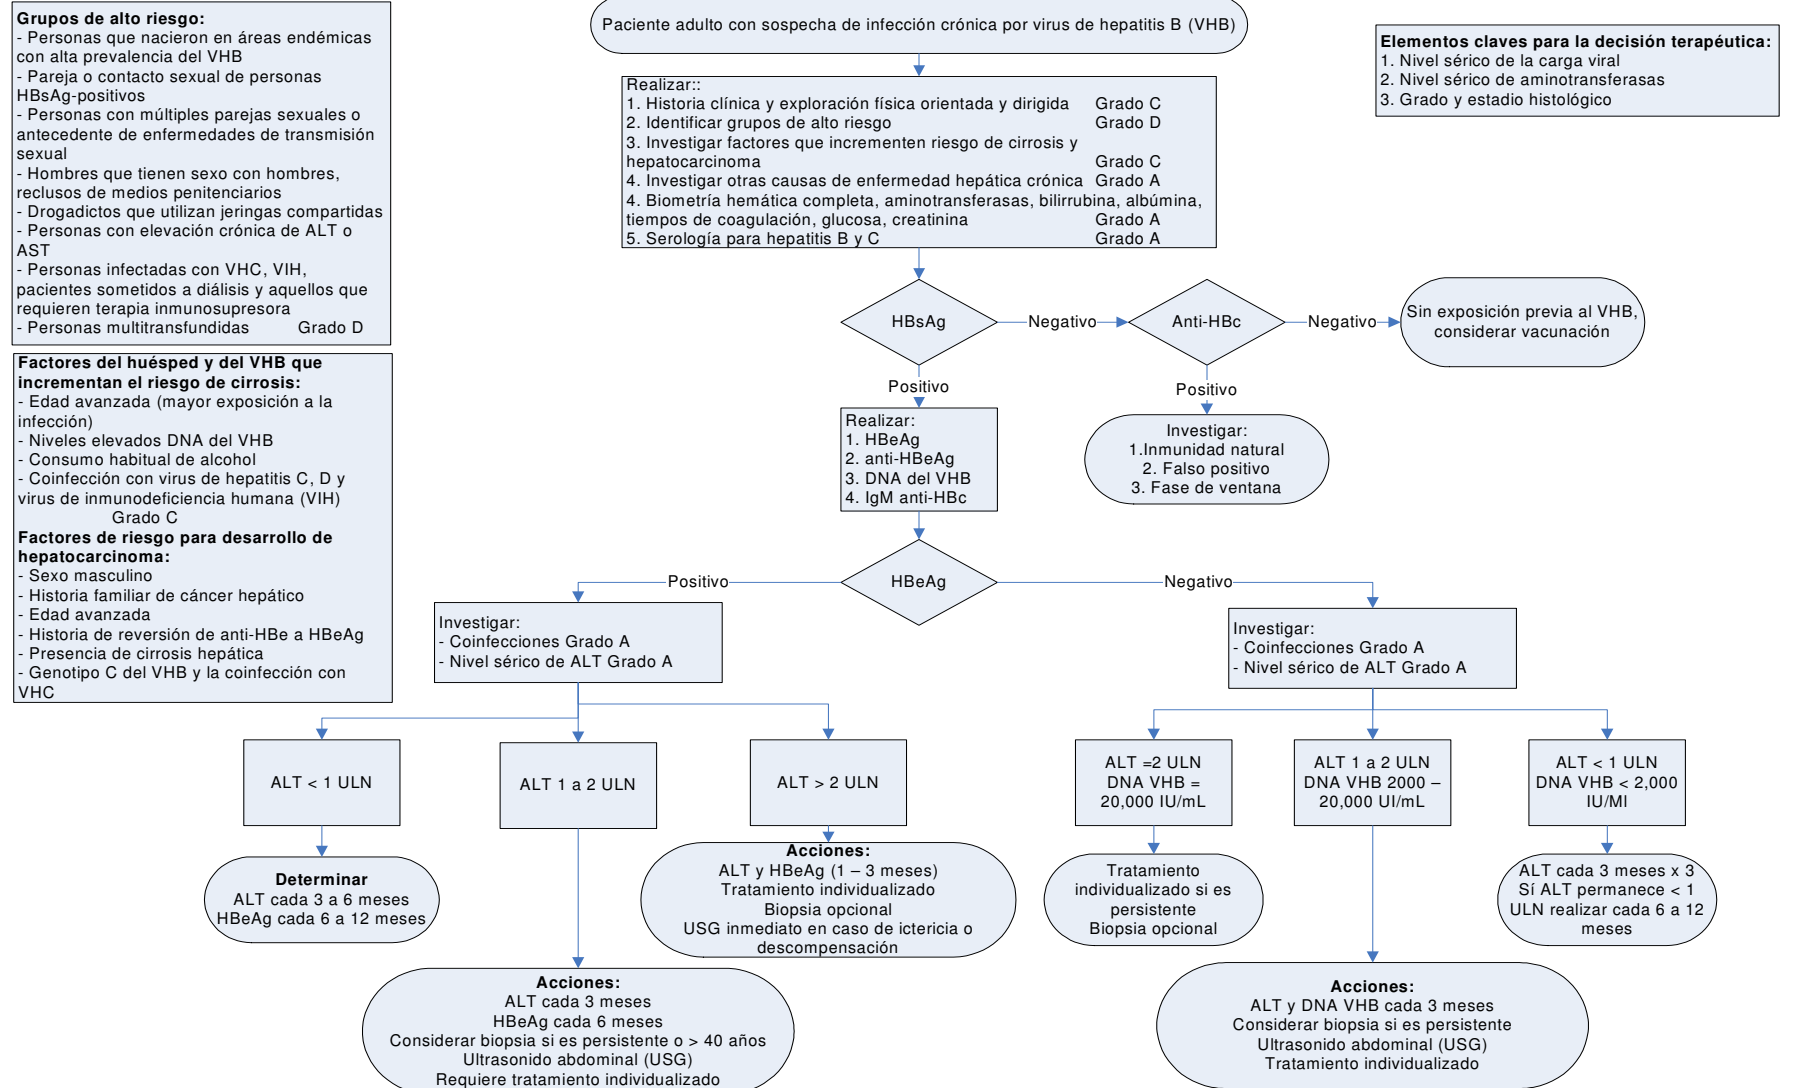 Grupos de alto riesgo:
- Personas que nacieron en áreas endémicas
con alta prevalencia del VHB
- Pareja o contacto sexual de personas
HBsAg-positivos
- Personas con múltiples parejas sexuales o
antecedente de enfermedades de transmisión
sexual
- Hombres que tienen sexo con hombres,
reclusos de medios penitenciarios
- Drogadictos que utilizan jeringas compartidas
- Personas con elevación crónica de ALT o
AST
- Personas infectadas con VHC, VIH,
pacientes sometidos a diálisis y aquellos que
requieren terapia inmunosupresora
- Personas multitransfundidas Grado D
Factores del huésped y del VHB que
incrementan el riesgo de cirrosis:
- Edad avanzada (mayor exposición a la
infección)
- Niveles elevados DNA del VHB
- Consumo habitual de alcohol
- Coinfección con virus de hepatitis C, D y
virus de inmunodeficiencia humana (VIH)
Grado C
Factores de riesgo para desarrollo de
hepatocarcinoma:
- Sexo masculino
- Historia familiar de cáncer hepático
- Edad avanzada
- Historia de reversión de anti-HBe a HBeAg
- Presencia de cirrosis hepática
- Genotipo C del VHB y la coinfección con
VHC
Paciente adulto con sospecha de infección crónica por virus de hepatitis B (VHB)
Realizar::
1. Historia clínica y exploración física orientada y dirigida Grado C
2. Identificar grupos de alto riesgo Grado D
3. Investigar factores que incrementen riesgo de cirrosis y
hepatocarcinoma Grado C
4. Investigar otras causas de enfermedad hepática crónica Grado A
4. Biometría hemática completa, aminotransferasas, bilirrubina, albúmina,
tiempos de coagulación, glucosa, creatinina Grado A
5. Serología para hepatitis B y C Grado A
Elementos claves para la decisión terapéutica:
1. Nivel sérico de la carga viral
2. Nivel sérico de aminotransferasas
3. Grado y estadio histológico
HBsAg
Negativo
Anti-HBc
Negativo
Sin exposición previa al VHB,
considerar vacunación
Positivo
Positivo
Realizar:
1. HBeAg
2. anti-HBeAg
3. DNA del VHB
4. IgM anti-HBc
Investigar:
1.Inmunidad natural
2. Falso positivo
3. Fase de ventana
HBeAg
Positivo
Negativo
Investigar:
- Coinfecciones Grado A
- Nivel sérico de ALT Grado A
Investigar:
- Coinfecciones Grado A
- Nivel sérico de ALT Grado A
ALT < 1 ULN
ALT 1 a 2 ULN
ALT > 2 ULN
ALT =2 ULN
DNA VHB =
20,000 IU/mL
ALT 1 a 2 ULN
DNA VHB 2000 –
20,000 UI/mL
ALT < 1 ULN
DNA VHB < 2,000
IU/Ml
Determinar
ALT cada 3 a 6 meses
HBeAg cada 6 a 12 meses
Acciones:
ALT y HBeAg (1 – 3 meses)
Tratamiento individualizado
Biopsia opcional
USG inmediato en caso de ictericia o
descompensación
Tratamiento
individualizado si es
persistente
Biopsia opcional
ALT cada 3 meses x 3
Sí ALT permanece < 1
ULN realizar cada 6 a 12
meses
Acciones:
ALT cada 3 meses
HBeAg cada 6 meses
Considerar biopsia si es persistente o > 40 años
Ultrasonido abdominal (USG)
Requiere tratamiento individualizado
Acciones:
ALT y DNA VHB cada 3 meses
Considerar biopsia si es persistente
Ultrasonido abdominal (USG)
Tratamiento individualizado